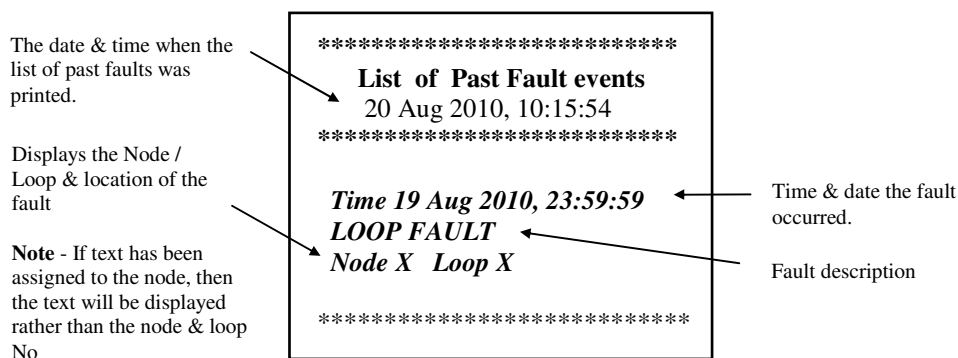 The date & time when the
list of past faults was
printed.
Displays the Node /
Loop & location of the
fault
Note - If text has been
assigned to the node, then
the text will be displayed
rather than the node & loop
No
***************************
List of Past Fault events
20 Aug 2010, 10:15:54
***************************
Time 19 Aug 2010, 23:59:59
LOOP FAULT
Node X Loop X
****************************
Time & date the fault
occurred.
Fault description